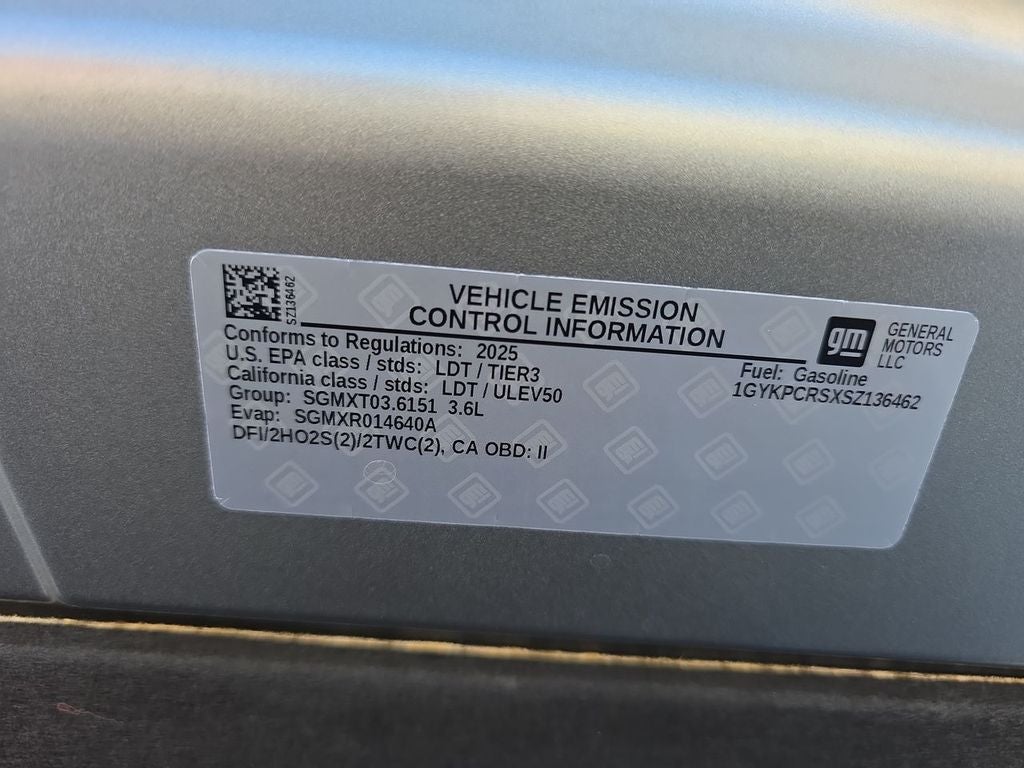 SZ136462
VEHICLE EMISSION
CONTROL INFORMATION
gm
GENERAL
MOTORS
LLC
Conforms to Regulations: 2025
U.S. EPA class / stds: LDT / TIER3
California class / stds: LDT / ULEV50
Group: SGMXT03.6151 3.6L
Evap: SGMXR014640A
DFI/2HO2S(2)/2TWC(2), CA OBD: II
Fuel: Gasoline
1GYKPCRSXSZ136462